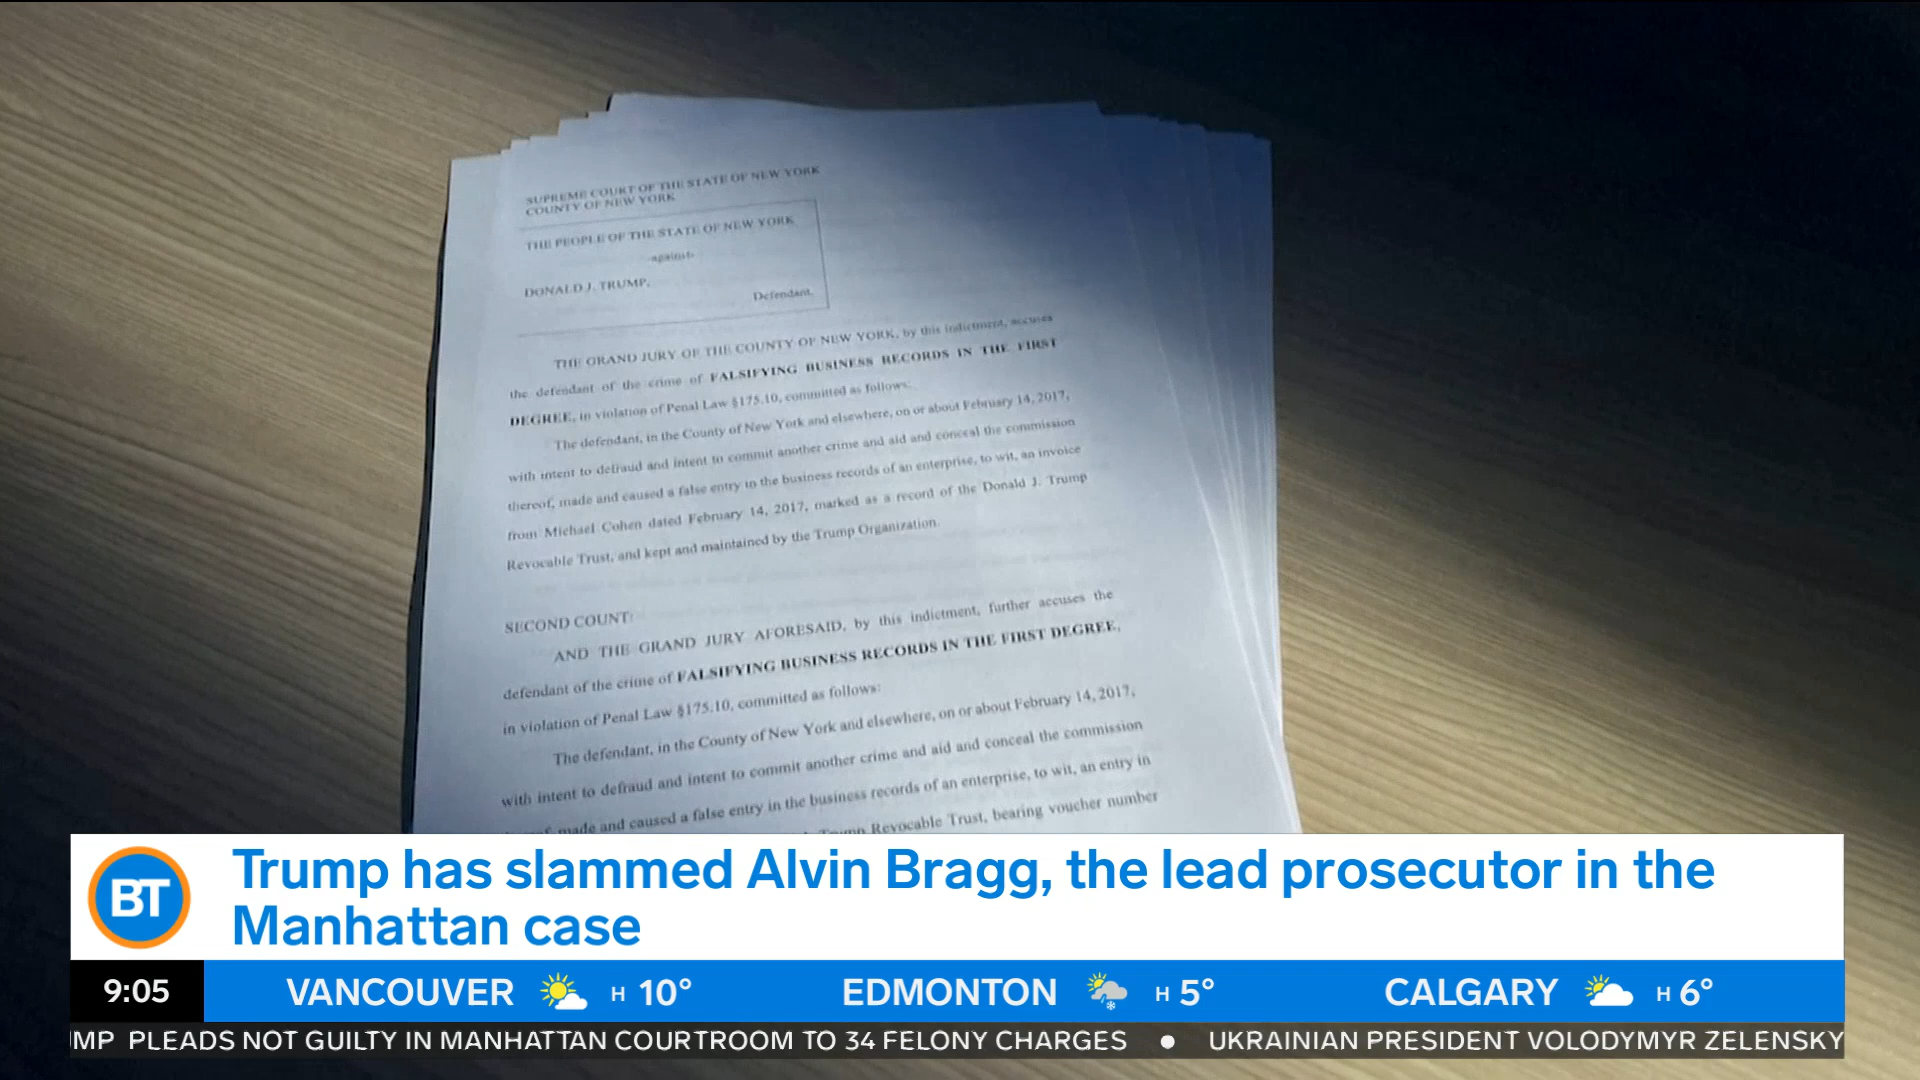 SUPREME COURT OF THE STATE OF NEW YORK
COUNTY OF NEW YORK
THE PEOPLE OF THE STATE OF NEW YORK
-against-
DONALD J. TRUMP,
Defendant.
THE GRAND JURY OF THE COUNTY OF NEW YORK, by this indictment, accuses
the defendant of the crime of FALSIFYING BUSINESS RECORDS IN THE FIRST
DEGREE, in violation of Penal Law §175.10, committed as follows:
The defendant, in the County of New York and elsewhere, on or about February 14, 2017,
with intent to defraud and intent to commit another crime and aid and conceal the commission
thereof, made and caused a false entry in the business records of an enterprise, to wit, an invoice
from Michael Cohen dated February 14, 2017, marked as a record of the Donald J. Trump
Revocable Trust, and kept and maintained by the Trump Organization.
SECOND COUNT:
AND THE GRAND JURY AFORESAID, by this indictment, further accuses the
defendant of the crime of FALSIFYING BUSINESS RECORDS IN THE FIRST DEGREE,
in violation of Penal Law §175.10, committed as follows:
The defendant, in the County of New York and elsewhere, on or about February 14, 2017,
with intent to defraud and intent to commit another crime and aid and conceal the commission
made and caused a false entry in the business records of an enterprise, to wit, an entry in
Trump Revocable Trust, bearing voucher number
BT
Trump has slammed Alvin Bragg, the lead prosecutor in the
Manhattan case
9:05 VANCOUVER H 10° EDMONTON H 5° CALGARY H 6°
MP PLEADS NOT GUILTY IN MANHATTAN COURTROOM TO 34 FELONY CHARGES • UKRAINIAN PRESIDENT VOLODYMYR ZELENSKY